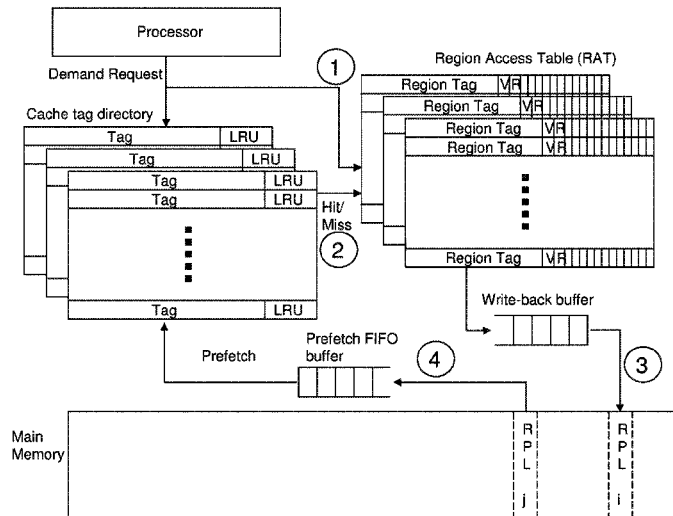 Processor
Demand Request
1
Region Access Table (RAT)
Region Tag V R
Region Tag V R
Region Tag V R
Region Tag V R
Region Tag V R
Cache tag directory
Tag LRU
Tag LRU
Tag LRU
Tag LRU
Tag LRU
Hit/
Miss
2
Write-back buffer
3
Prefetch
Prefetch FIFO
buffer
4
Main
Memory
R
P
L
j
R
P
L
i